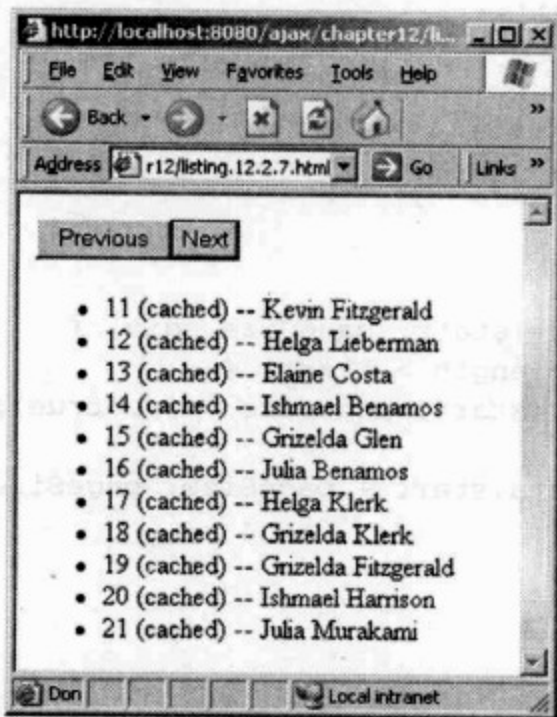 http://localhost:8080/ajax/chapter12/li...
File Edit View Favorites Tools Help
Back
Address r12/listing.12.2.7.html Go Links »
Previous Next
• 11 (cached) -- Kevin Fitzgerald
• 12 (cached) -- Helga Lieberman
• 13 (cached) -- Elaine Costa
• 14 (cached) -- Ishmael Benamos
• 15 (cached) -- Grizelda Glen
• 16 (cached) -- Julia Benamos
• 17 (cached) -- Helga Klerk
• 18 (cached) -- Grizelda Klerk
• 19 (cached) -- Grizelda Fitzgerald
• 20 (cached) -- Ishmael Harrison
• 21 (cached) -- Julia Murakami
Don Local intranet